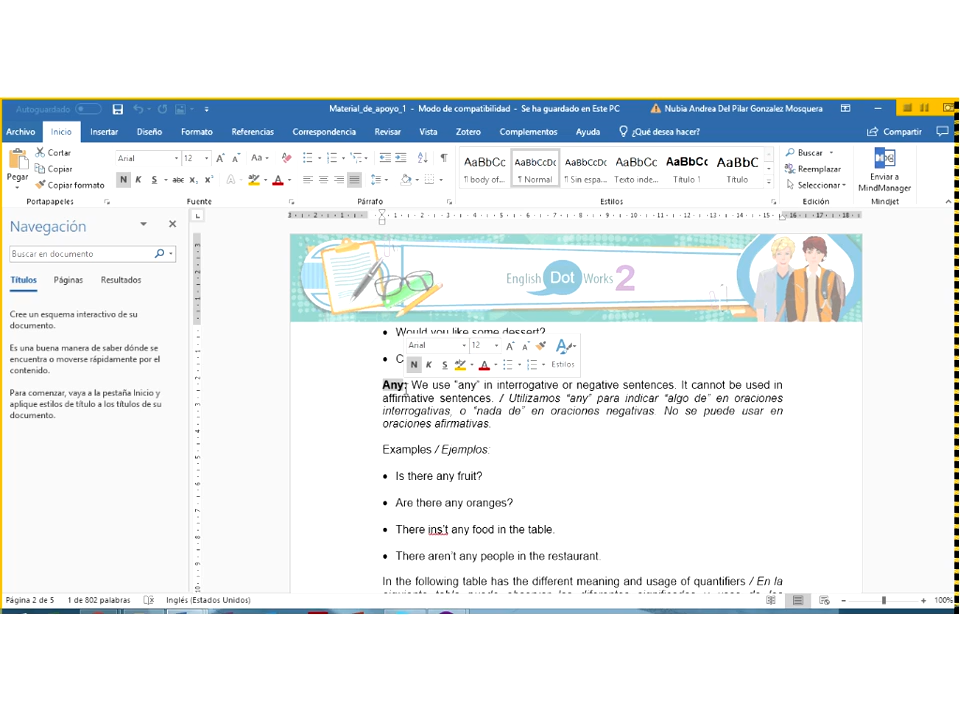 Autoguardado
Material_de_apoyo_1 - Modo de compatibilidad - Se ha guardado en Este PC
Nubia Andrea Del Pilar Gonzalez Mosquera
Archivo Inicio Insertar Diseño Formato Referencias Correspondencia Revisar Vista Zotero Complementos Ayuda ¿Qué desea hacer? Compartir
Pegar
Cortar
Copiar
Copiar formato
Portapapeles
Arial 12
N K S abc
Fuente
Párrafo
AaBbCc AaBbCcDc AaBbCcDc AaBbCc AaBbCc AaBbC
¶ body of... ¶ Normal ¶ Sin espa... Texto inde... Título 1 Título
Estilos
Buscar
Reemplazar
Seleccionar
Edición
Enviar a
MindManager
Mindjet
Navegación
Buscar en documento
Títulos Páginas Resultados
Cree un esquema interactivo de su
documento.
Es una buena manera de saber dónde se
encuentra o moverse rápidamente por el
contenido.
Para comenzar, vaya a la pestaña Inicio y
aplique estilos de título a los títulos de su
documento.
English Dot Works 2
• Would you like some dessert?
Arial 12
N K S Estilos
• C
Any: We use "any" in interrogative or negative sentences. It cannot be used in
affirmative sentences. / Utilizamos "any" para indicar "algo de" en oraciones
interrogativas, o "nada de" en oraciones negativas. No se puede usar en
oraciones afirmativas.
Examples / Ejemplos:
• Is there any fruit?
• Are there any oranges?
• There ins't any food in the table.
• There aren't any people in the restaurant.
In the following table has the different meaning and usage of quantifiers / En la
Página 2 de 5 1 de 802 palabras Inglés (Estados Unidos) 100%